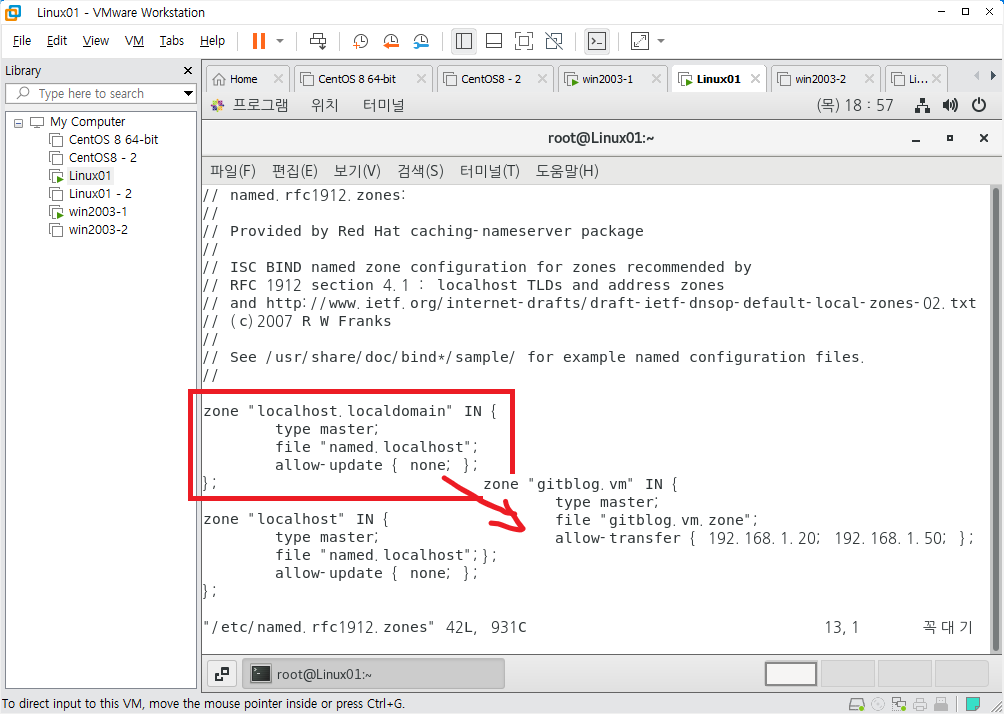 Linux01 - VMware Workstation
File Edit View VM Tabs Help
Library
Type here to search
My Computer
CentOS 8 64-bit
CentOS8 - 2
Linux01
Linux01 - 2
win2003-1
win2003-2
Home CentOS 8 64-bit CentOS8 - 2 win2003-1 Linux01 win2003-2 Li...
프로그램 위치 터미널 (목) 18 : 57
root@Linux01:~
파일(F) 편집(E) 보기(V) 검색(S) 터미널(T) 도움말(H)
// named.rfc1912.zones:
//
// Provided by Red Hat caching-nameserver package
//
// ISC BIND named zone configuration for zones recommended by
// RFC 1912 section 4.1 : localhost TLDs and address zones
// and http://www.ietf.org/internet-drafts/draft-ietf-dnsop-default-local-zones-02.txt
// (c)2007 R W Franks
//
// See /usr/share/doc/bind*/sample/ for example named configuration files.
//
zone "localhost.localdomain" IN {
type master;
file "named.localhost";
allow-update { none; };
};
zone "gitblog.vm" IN {
type master;
file "gitblog.vm.zone";
allow-transfer { 192.168.1.20; 192.168.1.50; };
};
zone "localhost" IN {
type master;
file "named.localhost";
allow-update { none; };
};
"/etc/named.rfc1912.zones" 42L, 931C 13,1 꼭대기
root@Linux01:~
To direct input to this VM, move the mouse pointer inside or press Ctrl+G.